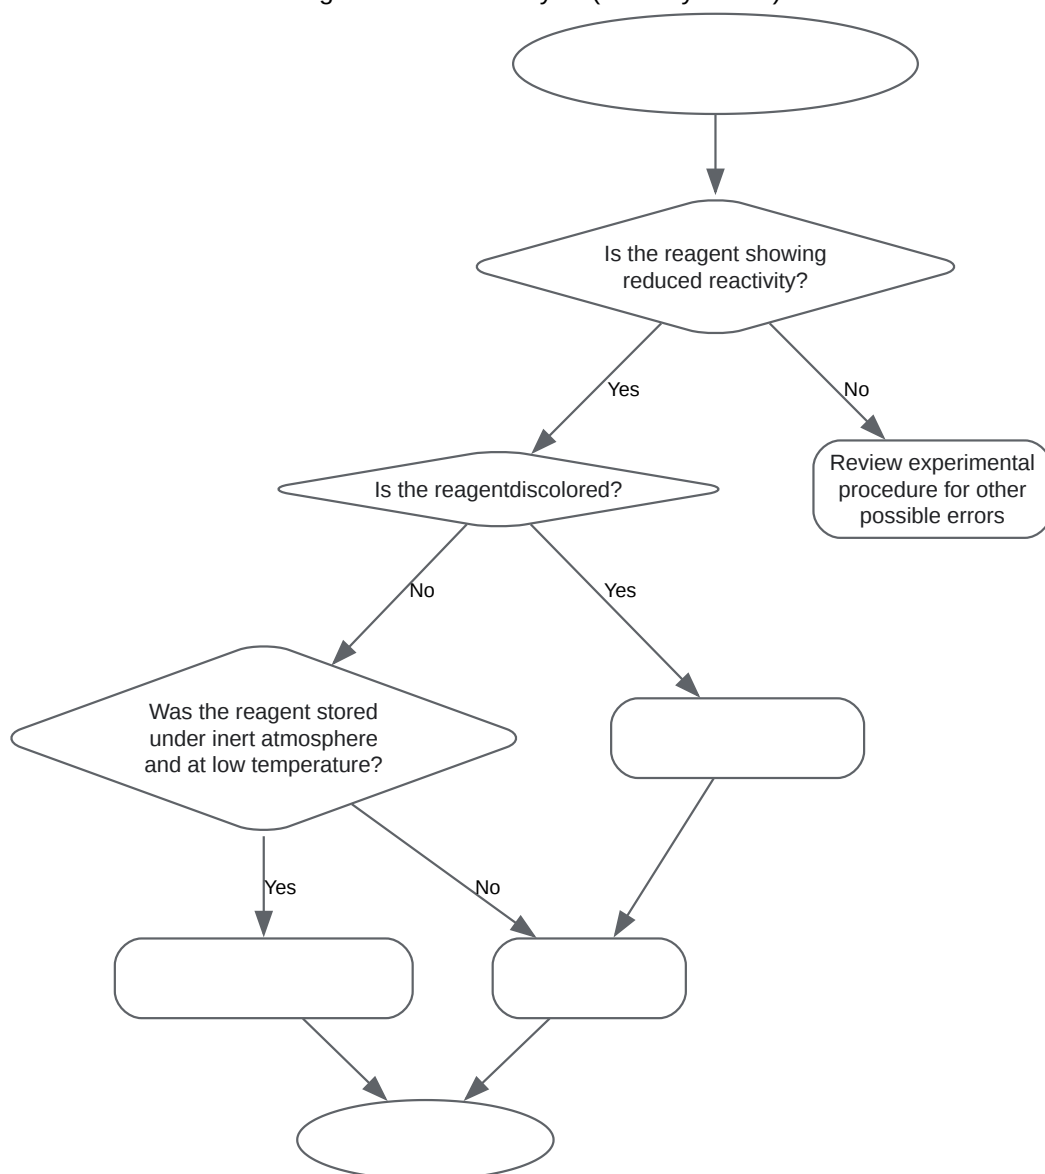 Is the reagent showing
reduced reactivity?
Yes
No
Review experimental
procedure for other
possible errors
Is the reagentdiscolored?
No
Yes
Was the reagent stored
under inert atmosphere
and at low temperature?
Yes
No